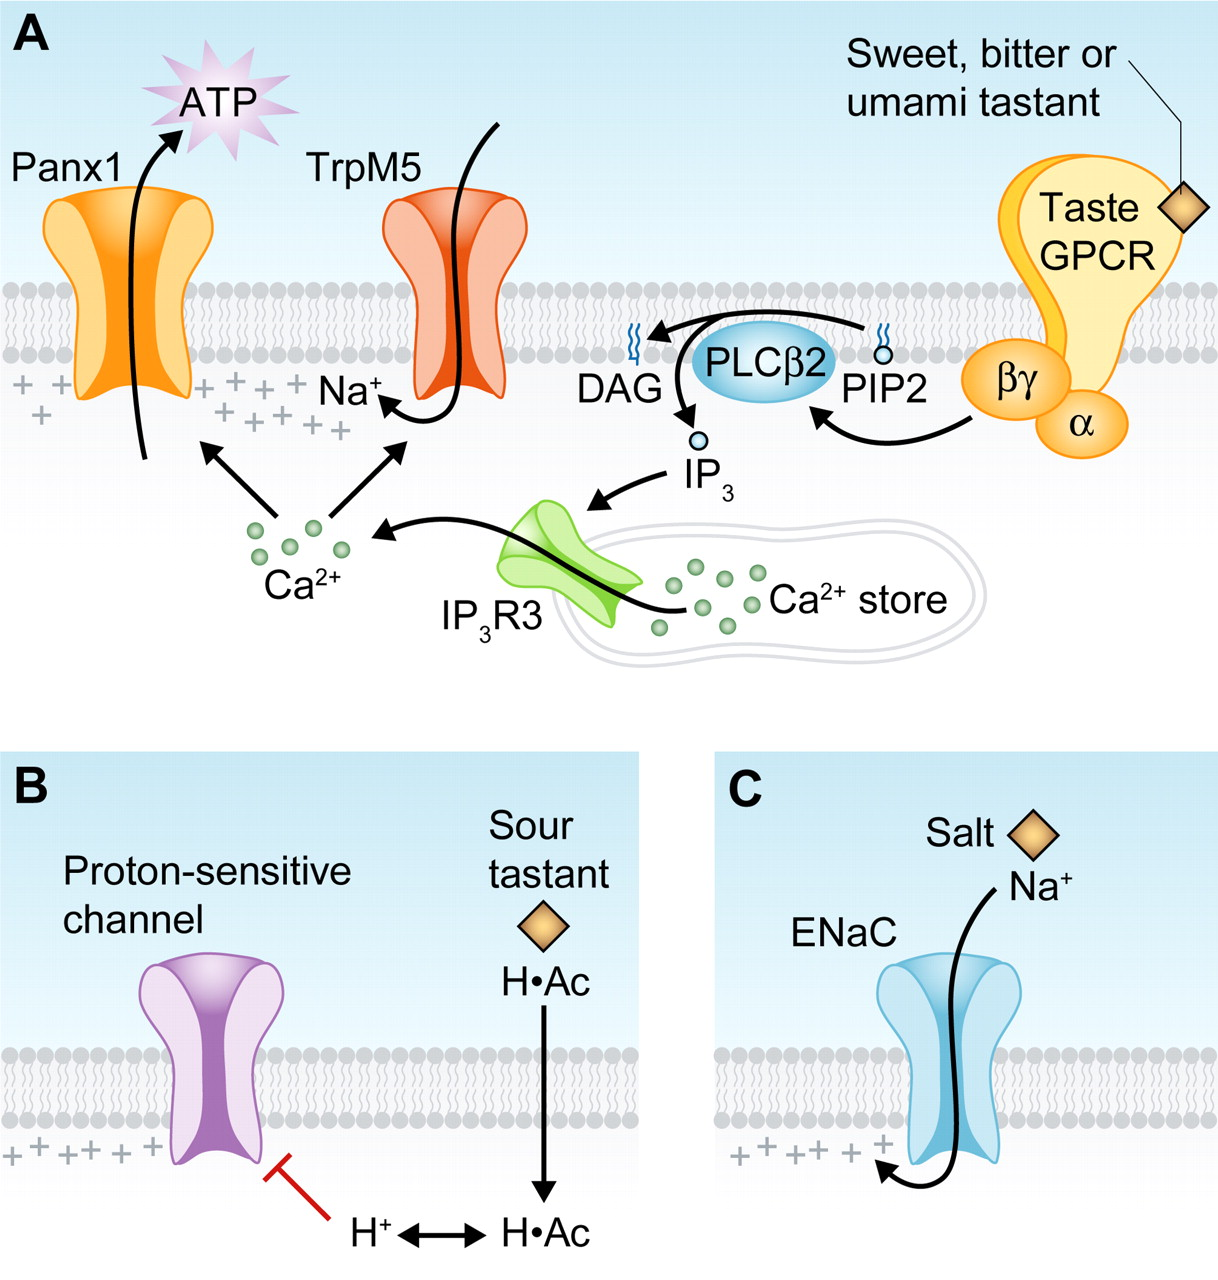 A
ATP
Sweet, bitter or
umami tastant
Panx1
TrpM5
Taste
GPCR
Na⁺
DAG
PLCβ2
PIP2
βγ
α
IP₃
Ca²⁺
IP₃R3
Ca²⁺ store
B
Sour
tastant
Proton-sensitive
channel
H•Ac
H⁺
H•Ac
C
Salt
Na⁺
ENaC